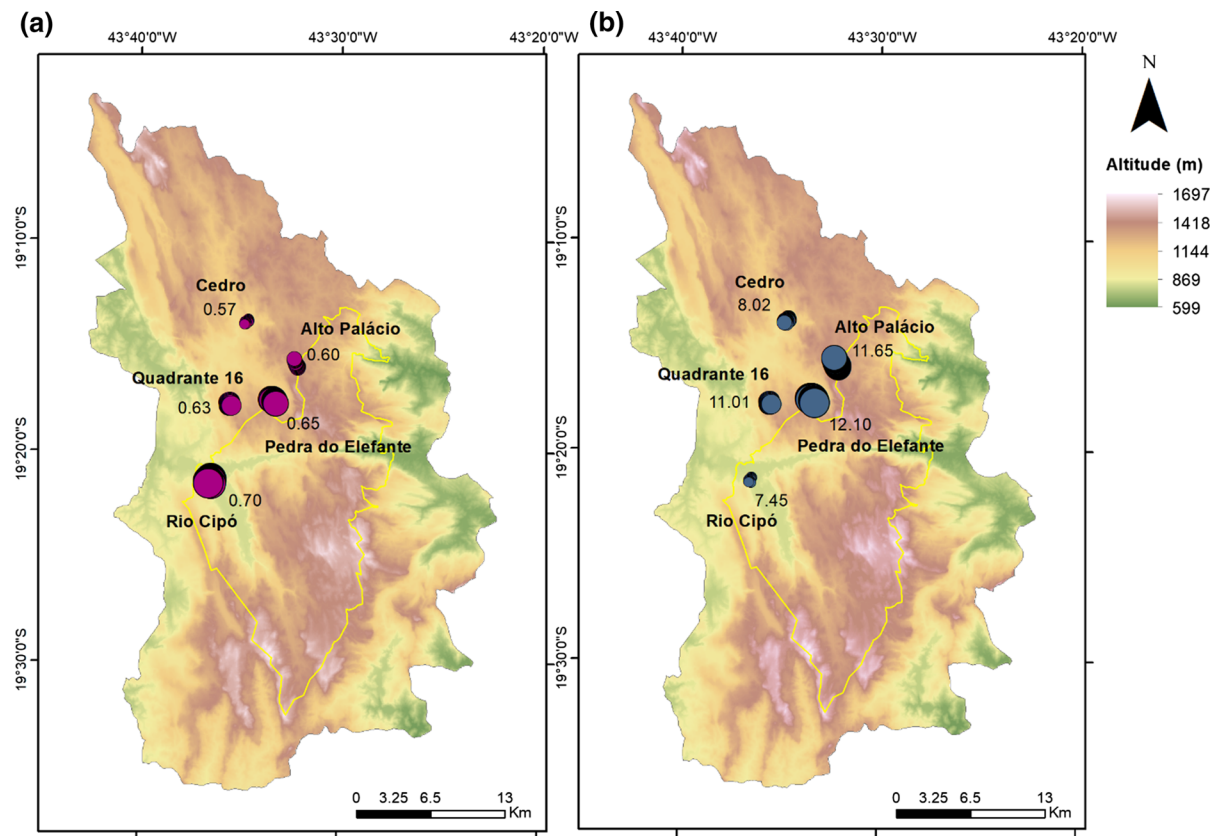 (a)
43°40'0"W
43°30'0"W
43°20'0"W
19°10'0"S
19°20'0"S
19°30'0"S
Cedro
0.57
Alto Palácio
0.60
Quadrante 16
0.63
0.65
Pedra do Elefante
0.70
Rio Cipó
0 3.25 6.5 13
Km
(b)
43°40'0"W
43°30'0"W
43°20'0"W
19°10'0"S
19°20'0"S
19°30'0"S
Cedro
8.02
Alto Palácio
11.65
Quadrante 16
11.01
12.10
Pedra do Elefante
7.45
Rio Cipó
0 3.25 6.5 13
Km
N
Altitude (m)
1697
1418
1144
869
599